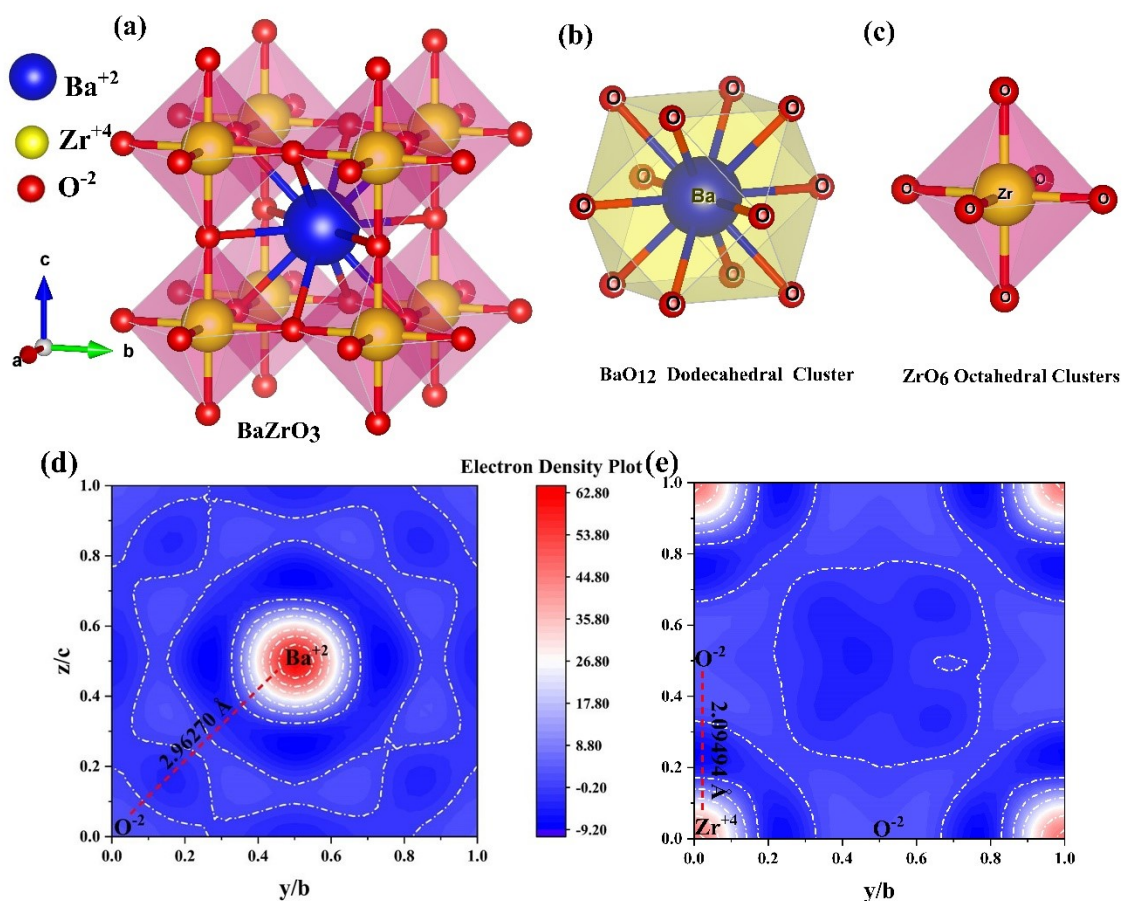 (a)
Ba+2
Zr+4
O-2
c
a
b
BaZrO3
(b)
O
O
O
O
O
O
Ba
O
O
O
O
O
O
BaO12 Dodecahedral Cluster
(c)
O
O
Zr
O
O
O
O
ZrO6 Octahedral Clusters
(d)
1.0
0.8
0.6
0.4
0.2
0.0
z/c
Ba+2
2.96270 Å
O-2
0.0 0.2 0.4 0.6 0.8 1.0
y/b
Electron Density Plot
62.80
53.80
44.80
35.80
26.80
17.80
8.80
-0.20
-9.20
(e)
1.0
0.8
0.6
0.4
0.2
0.0
O-2
2.09494 Å
Zr+4
O-2
0.0 0.2 0.4 0.6 0.8 1.0
y/b